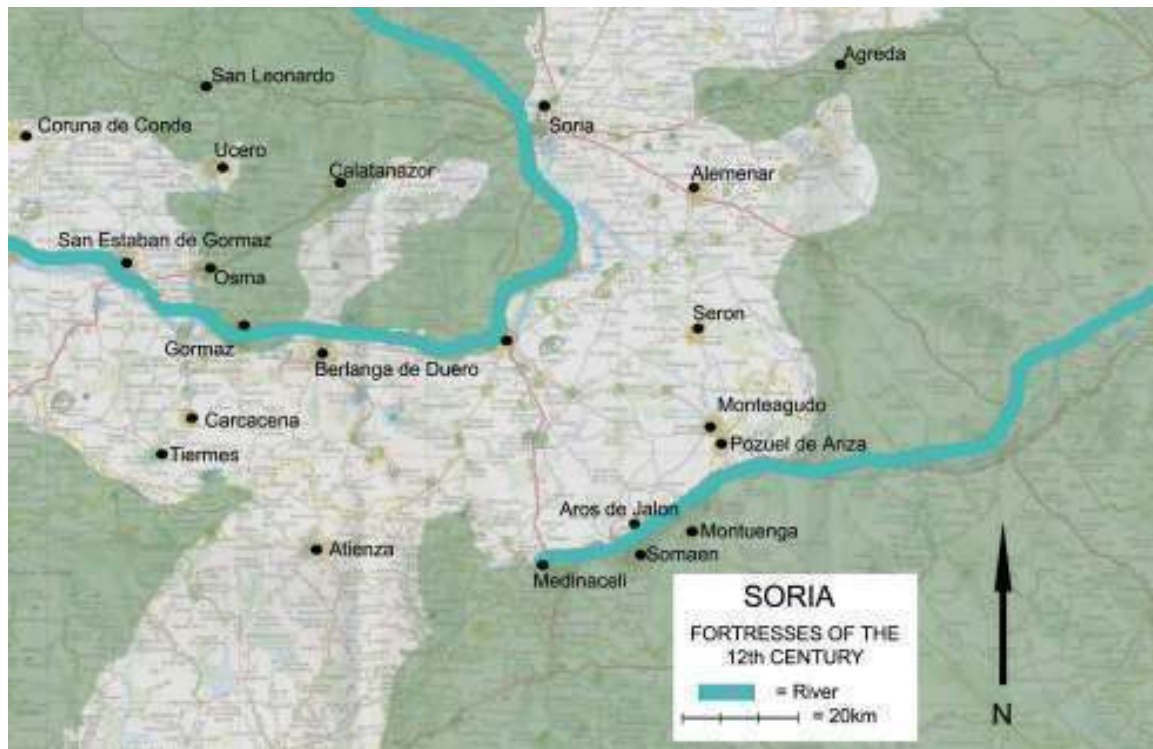 Agreda
San Leonardo
Soria
Coruna de Conde
Ucero
Calatanazor
Alemenar
San Estaban de Gormaz
Osma
Seron
Gormaz
Berlanga de Duero
Carcacena
Monteagudo
Pozuel de Ariza
Tiermes
Aros de Jalon
Montuenga
Atienza
Somaen
Medinaceli
SORIA
FORTRESSES OF THE
12th CENTURY
= River
= 20km
N